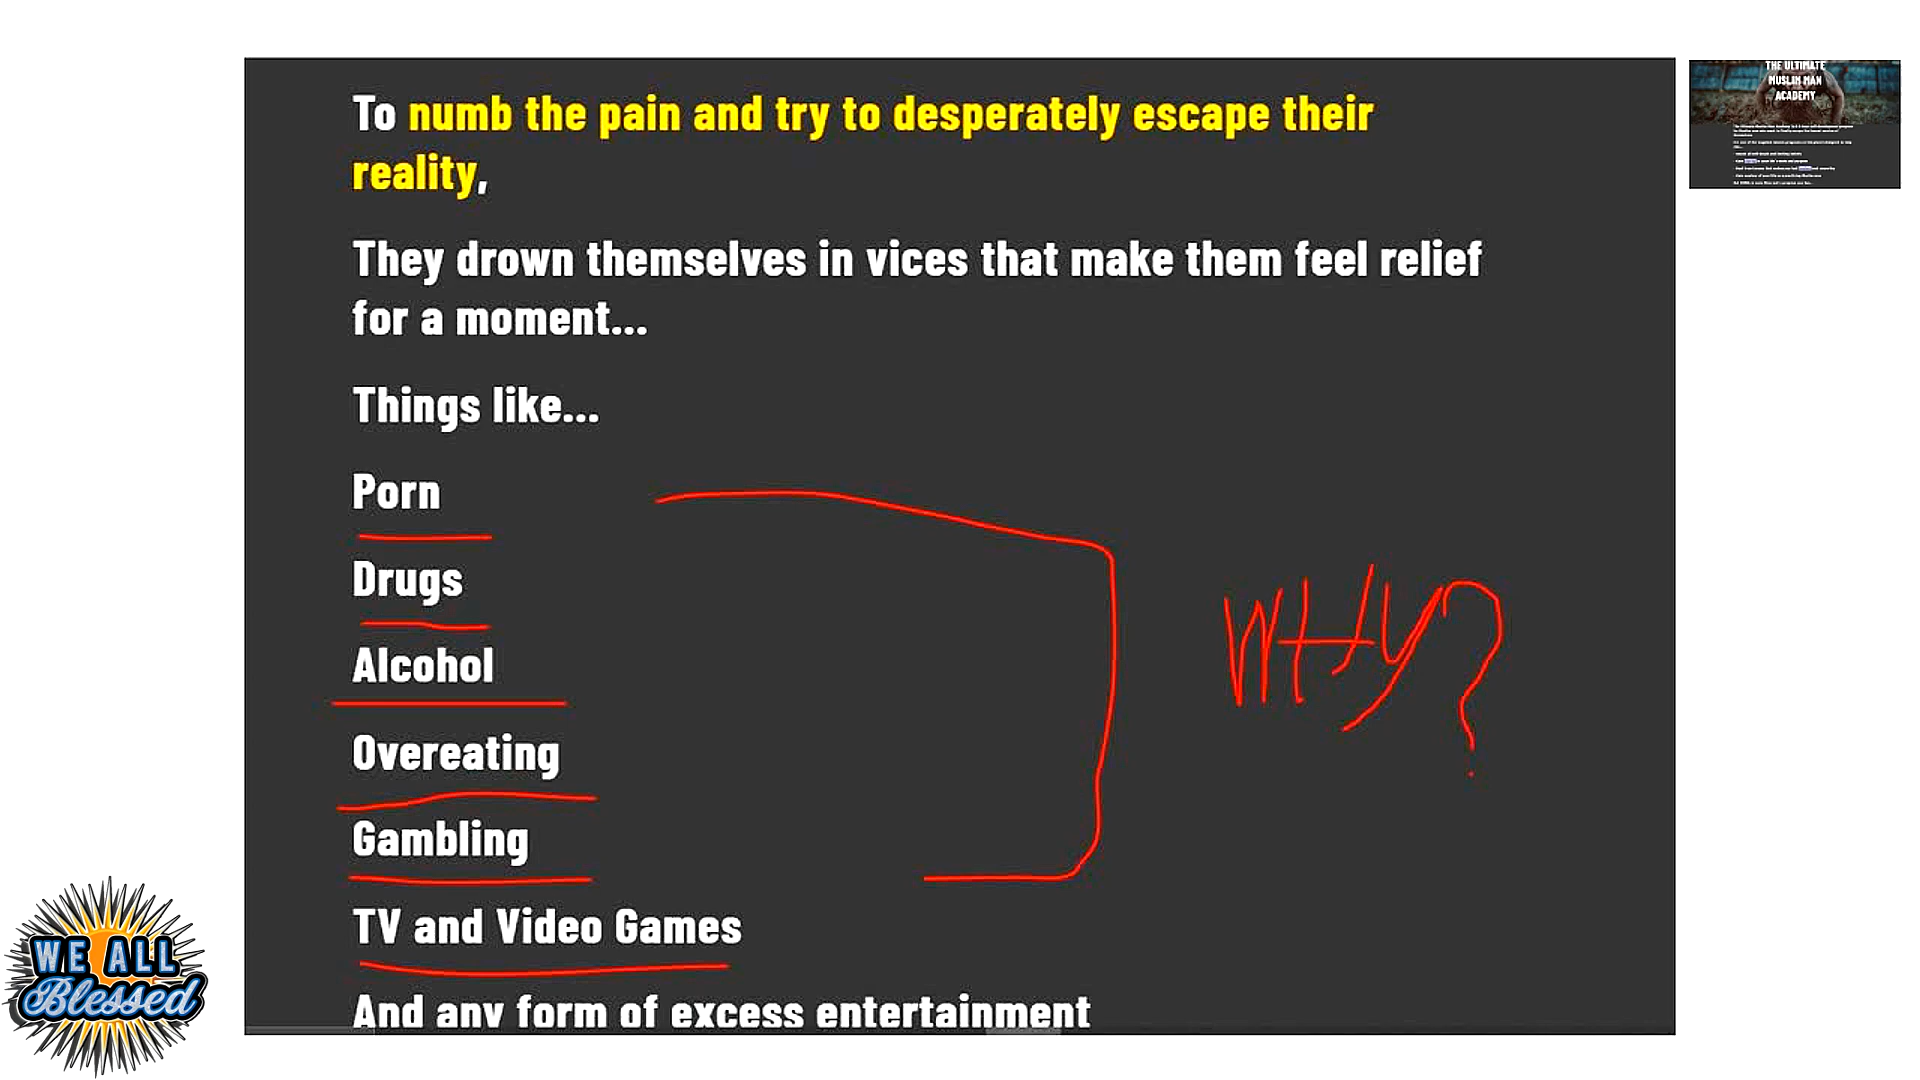 To numb the pain and try to desperately escape their
reality,
They drown themselves in vices that make them feel relief
for a moment...
Things like...
Porn
Drugs
Alcohol
Overeating
Gambling
TV and Video Games
And any form of excess entertainment
WHY?
THE ULTIMATE
MUSLIM MAN
ACADEMY
WE ALL
Blessed